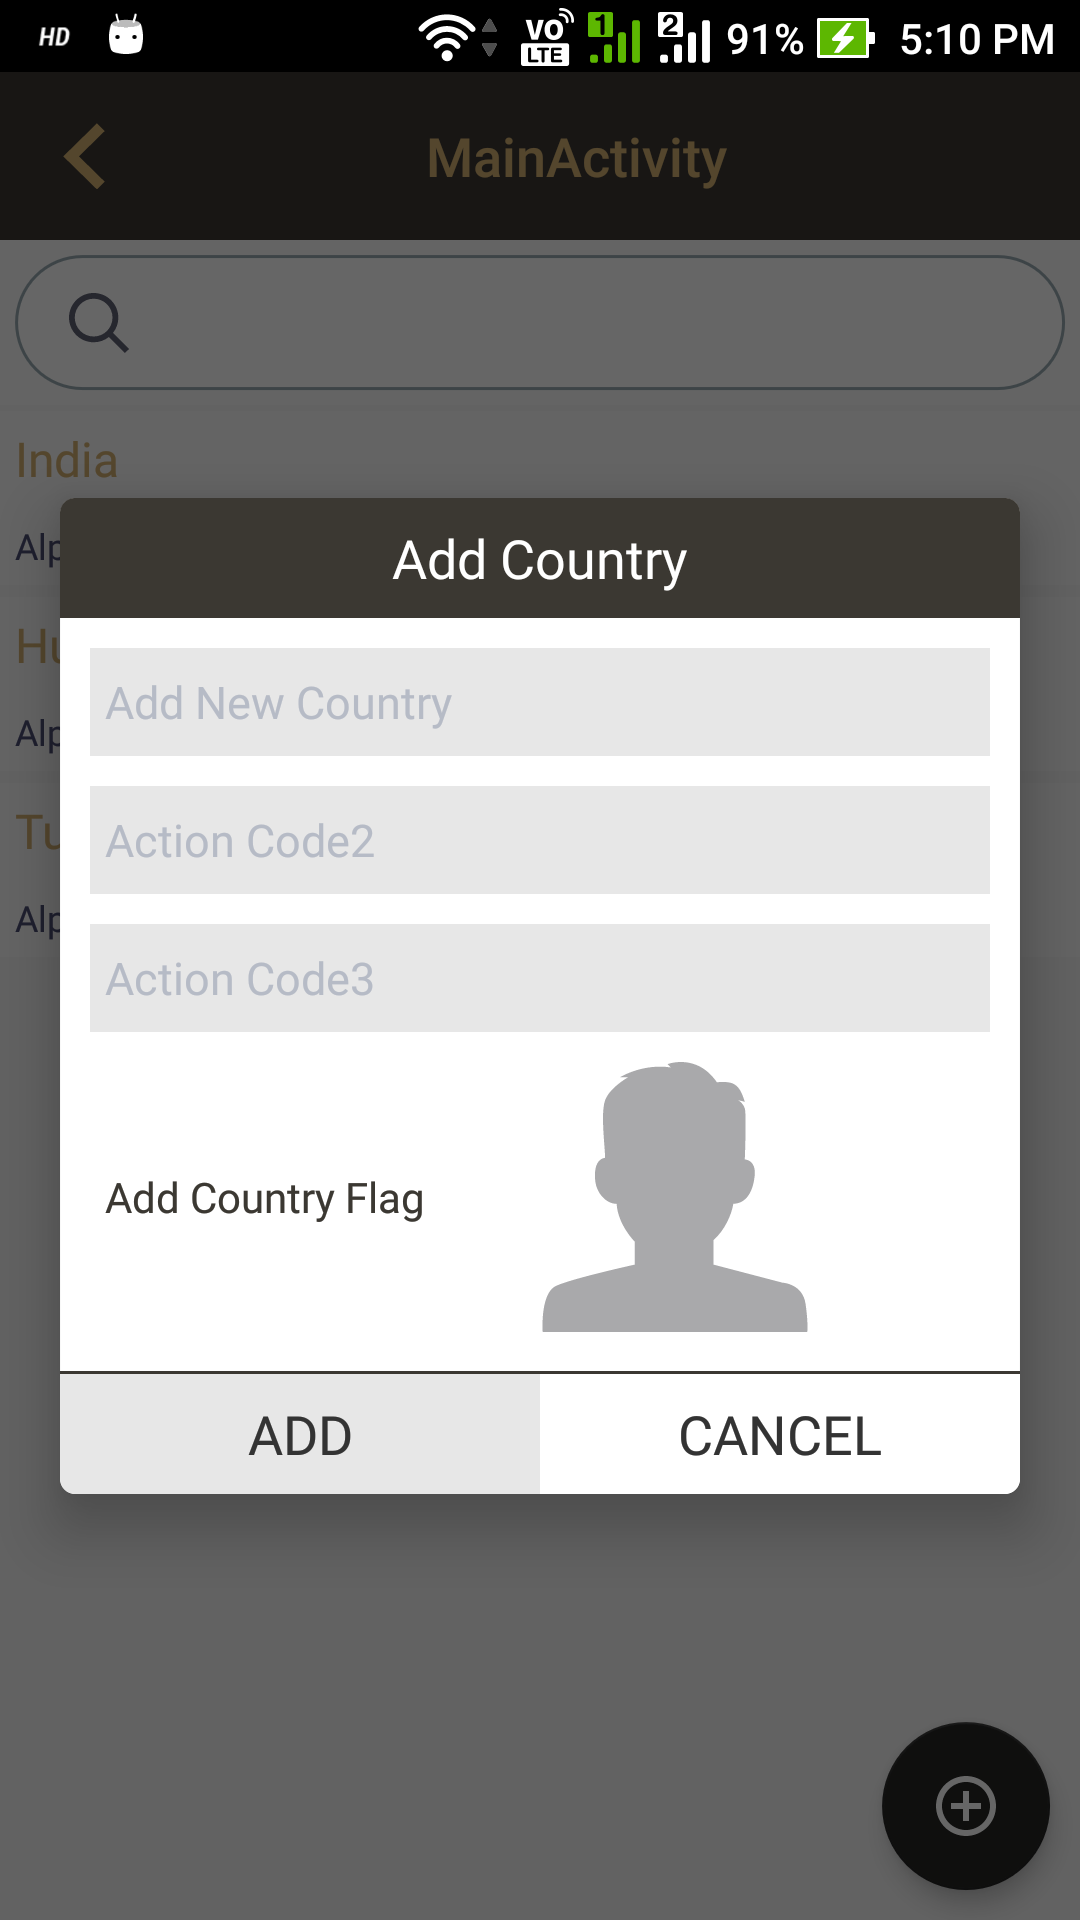 HD VO LTE 1 2 91% 5:10 PM
MainActivity
India
Alp
Add Country
Hu
Add New Country
Alp
Tu
Action Code2
Alp
Action Code3
Add Country Flag
ADD CANCEL